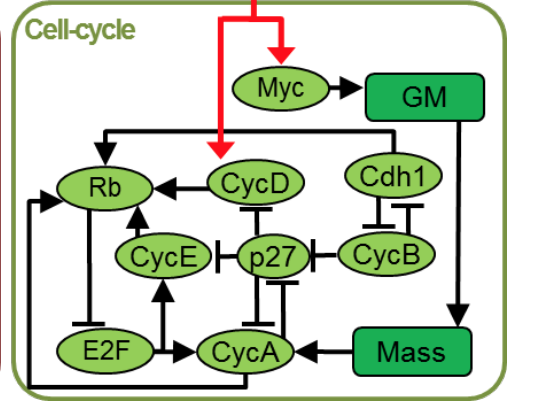 Cell-cycle
Myc
GM
Rb
CycD
Cdh1
CycE
p27
CycB
E2F
CycA
Mass